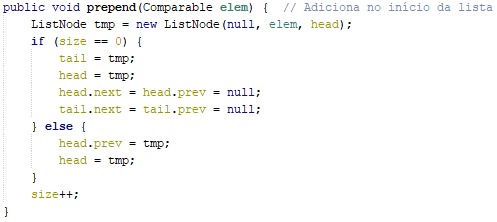 public void prepend(Comparable elem) {  // Adiciona no início da lista
    ListNode tmp = new ListNode(null, elem, head);
    if (size == 0) {
        tail = tmp;
        head = tmp;
        head.next = head.prev = null;
        tail.next = tail.prev = null;
    } else {
        head.prev = tmp;
        head = tmp;
    }
    size++;
}